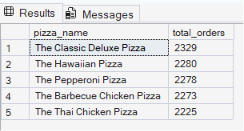 Results Messages
pizza_name total_orders
1 The Classic Deluxe Pizza 2329
2 The Hawaiian Pizza 2280
3 The Pepperoni Pizza 2278
4 The Barbecue Chicken Pizza 2273
5 The Thai Chicken Pizza 2225